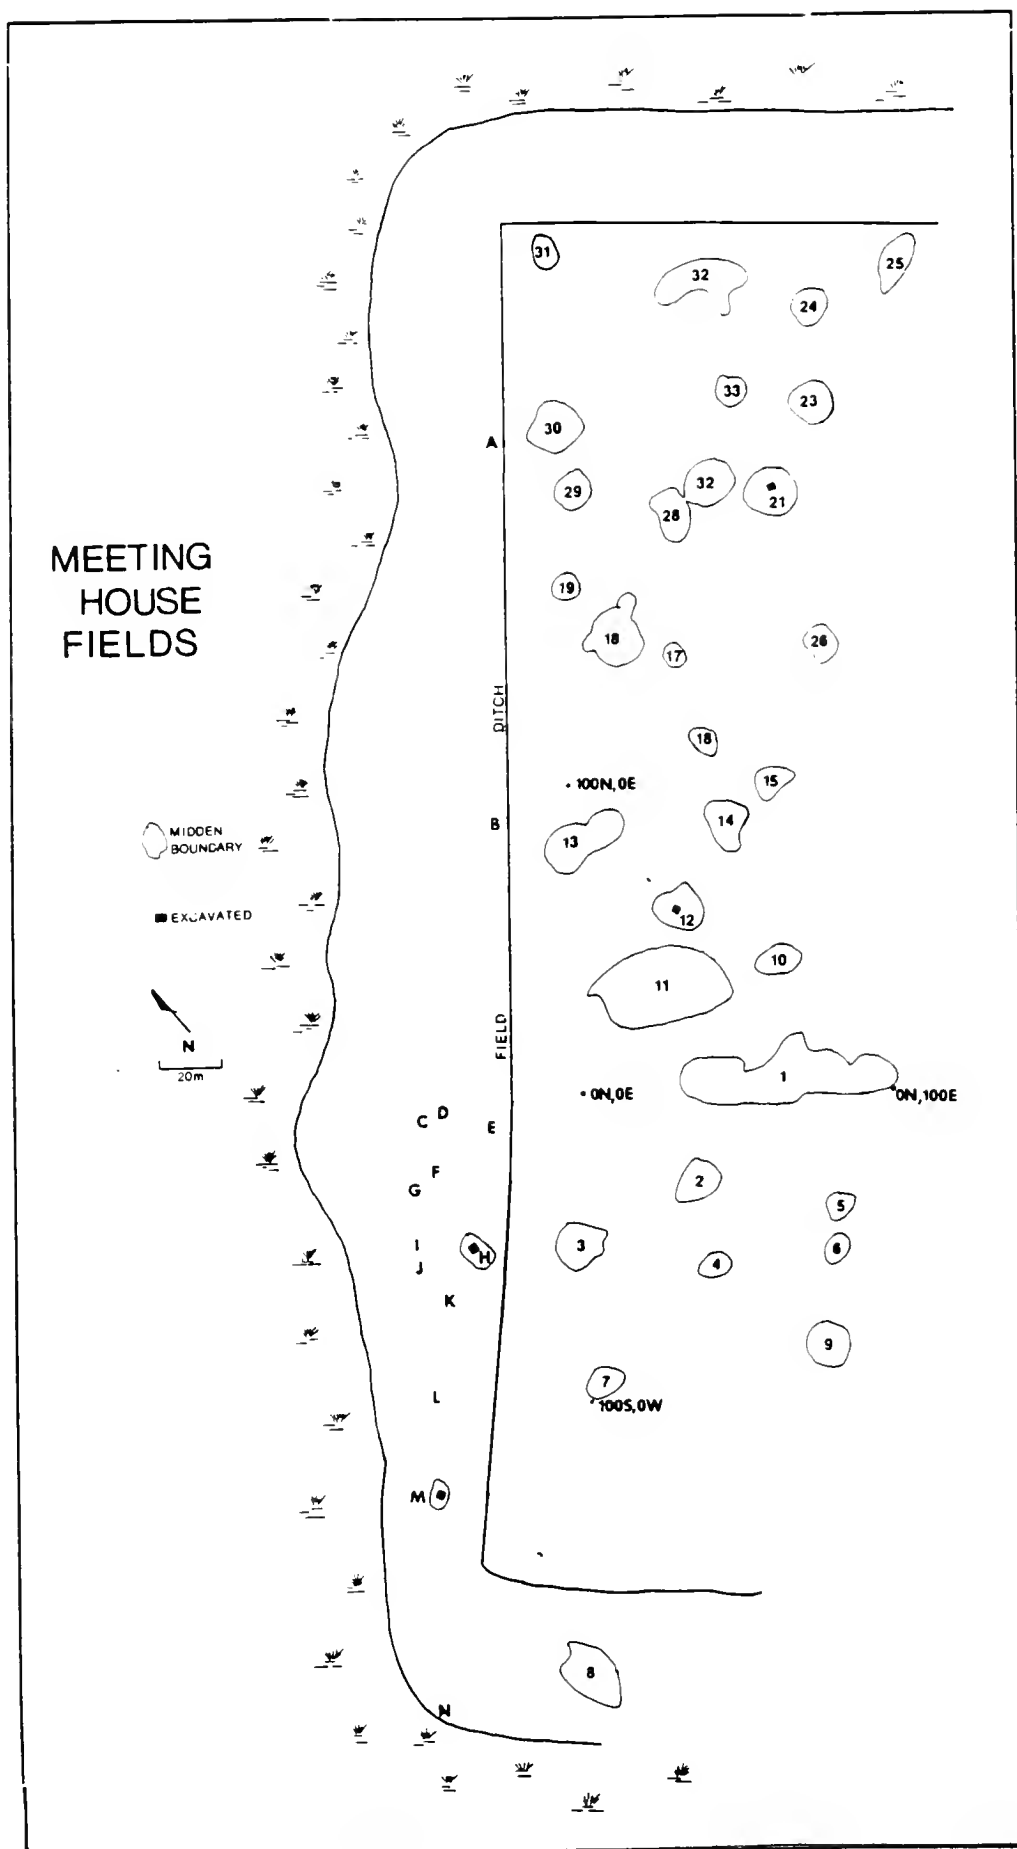 31
32
25
24
33
23
30
A
29
32
28
21
MEETING
HOUSE
FIELDS
19
18
17
26
DITCH
18
15
100N,0E
14
B
13
MIDDEN
BOUNDARY
12
EXCAVATED
10
11
FIELD
N
20m
1
0N,0E
0N,100E
C
D
E
F
G
2
5
I
H
3
6
J
4
K
9
7
L
100S,0W
M
8
N